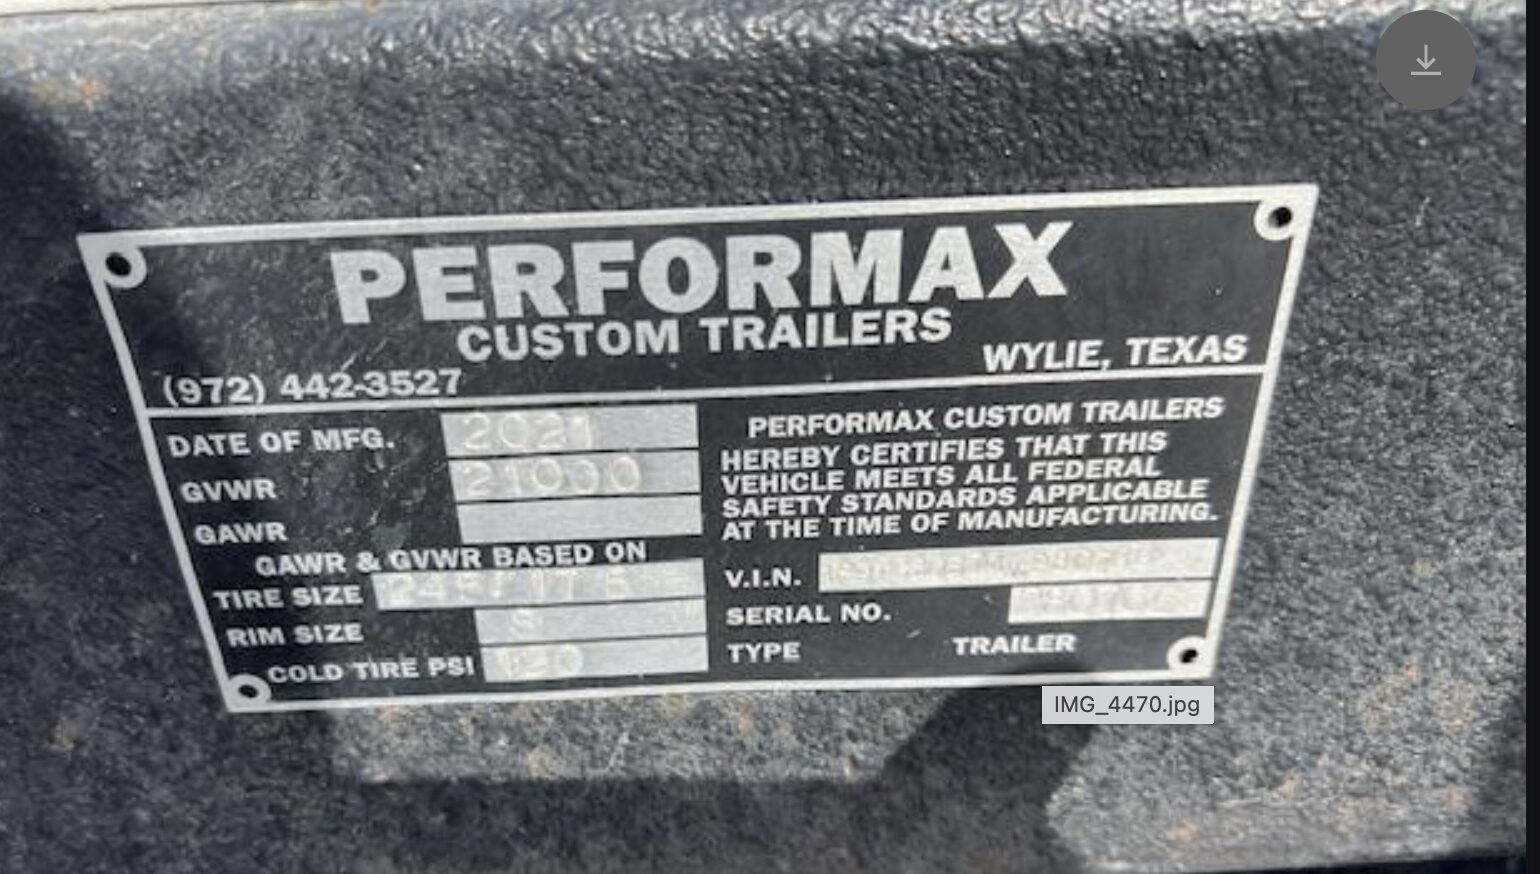 PERFORMAX
CUSTOM TRAILERS
(972) 442-3527
WYLIE, TEXAS
DATE OF MFG. 2021
GVWR 21000
GAWR
GAWR & GVWR BASED ON
TIRE SIZE
RIM SIZE
COLD TIRE PSI
PERFORMAX CUSTOM TRAILERS
HEREBY CERTIFIES THAT THIS
VEHICLE MEETS ALL FEDERAL
SAFETY STANDARDS APPLICABLE
AT THE TIME OF MANUFACTURING.
V.I.N.
SERIAL NO.
TYPE TRAILER
IMG_4470.jpg